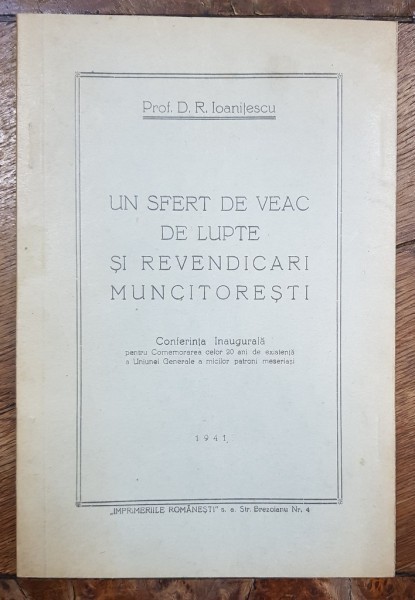 Prof. D. R. Ioanițescu
UN SFERT DE VEAC
DE LUPTE
ȘI REVENDICARI
MUNCITOREȘTI
Conferința Inaugurală
pentru Comemorarea celor 20 ani de existență
a Uniunei Generale a micilor patroni meseriași
1941
„IMPRIMERIILE ROMÂNEȘTI" s. a. Str. Brezoianu Nr. 4